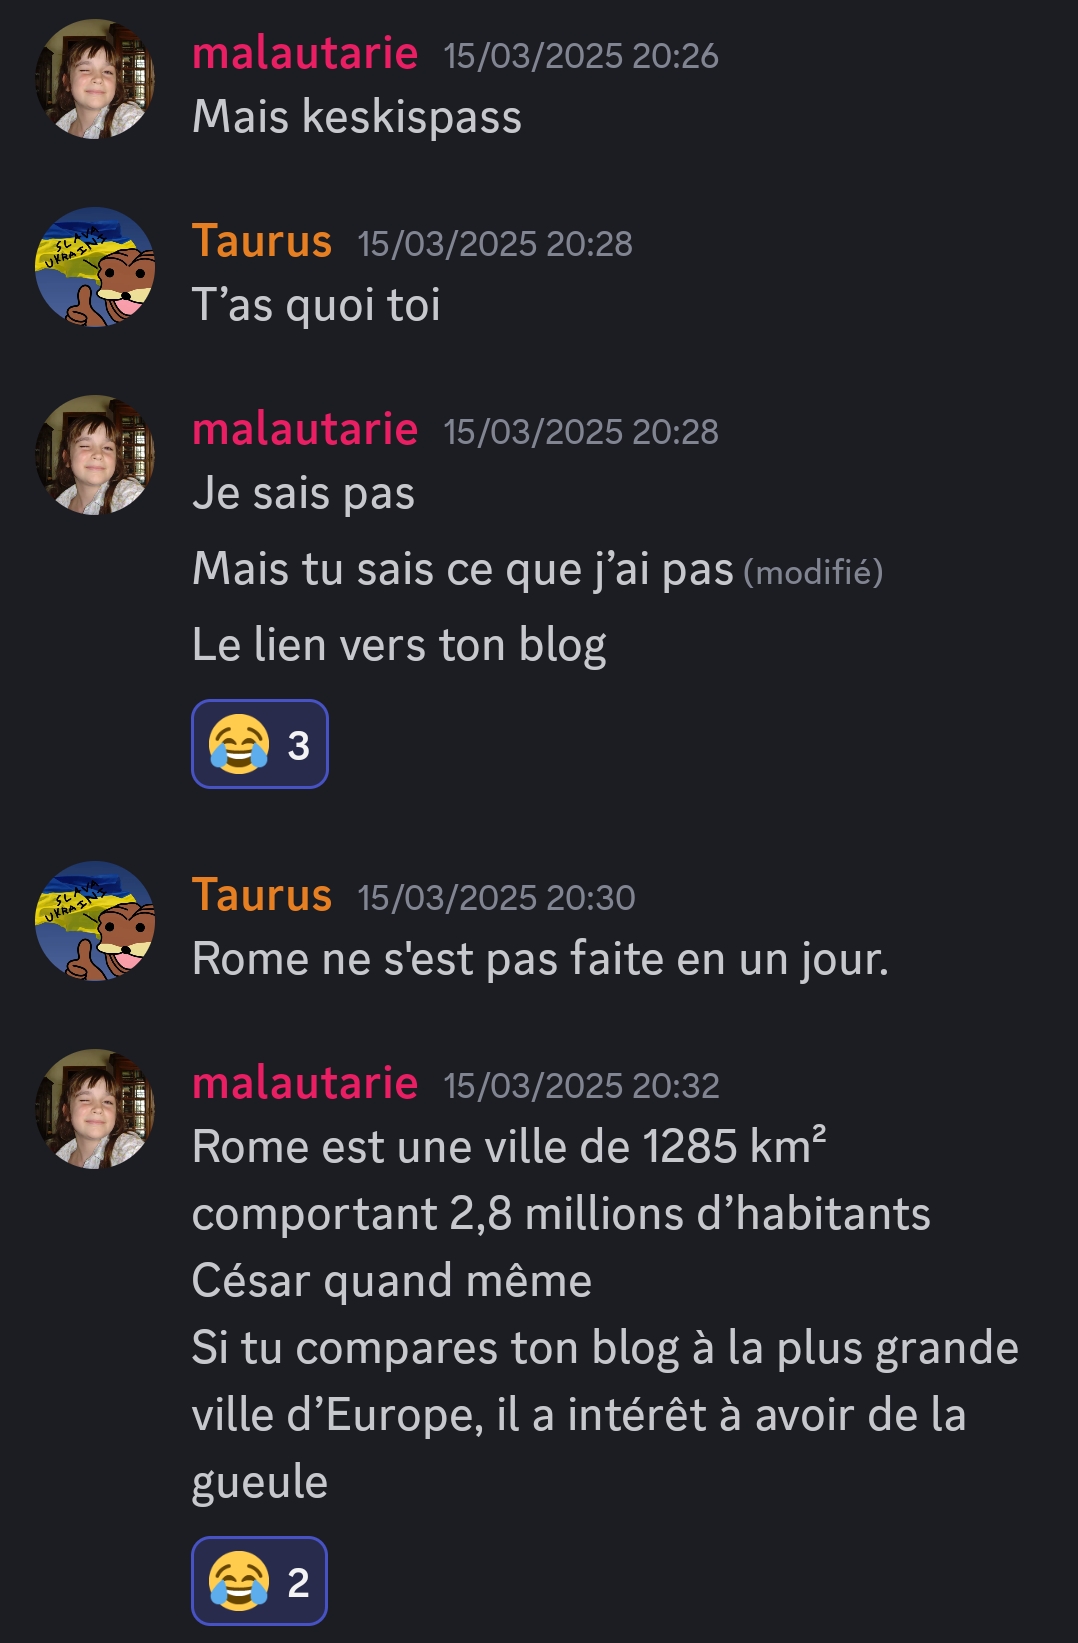 malautarie 15/03/2025 20:26
Mais keskispass
SLAVA
UKRAINI
Taurus 15/03/2025 20:28
T’as quoi toi
malautarie 15/03/2025 20:28
Je sais pas
Mais tu sais ce que j’ai pas (modifié)
Le lien vers ton blog
3
SLAVA
UKRAINI
Taurus 15/03/2025 20:30
Rome ne s'est pas faite en un jour.
malautarie 15/03/2025 20:32
Rome est une ville de 1285 km²
comportant 2,8 millions d’habitants
César quand même
Si tu compares ton blog à la plus grande
ville d’Europe, il a intérêt à avoir de la
gueule
2